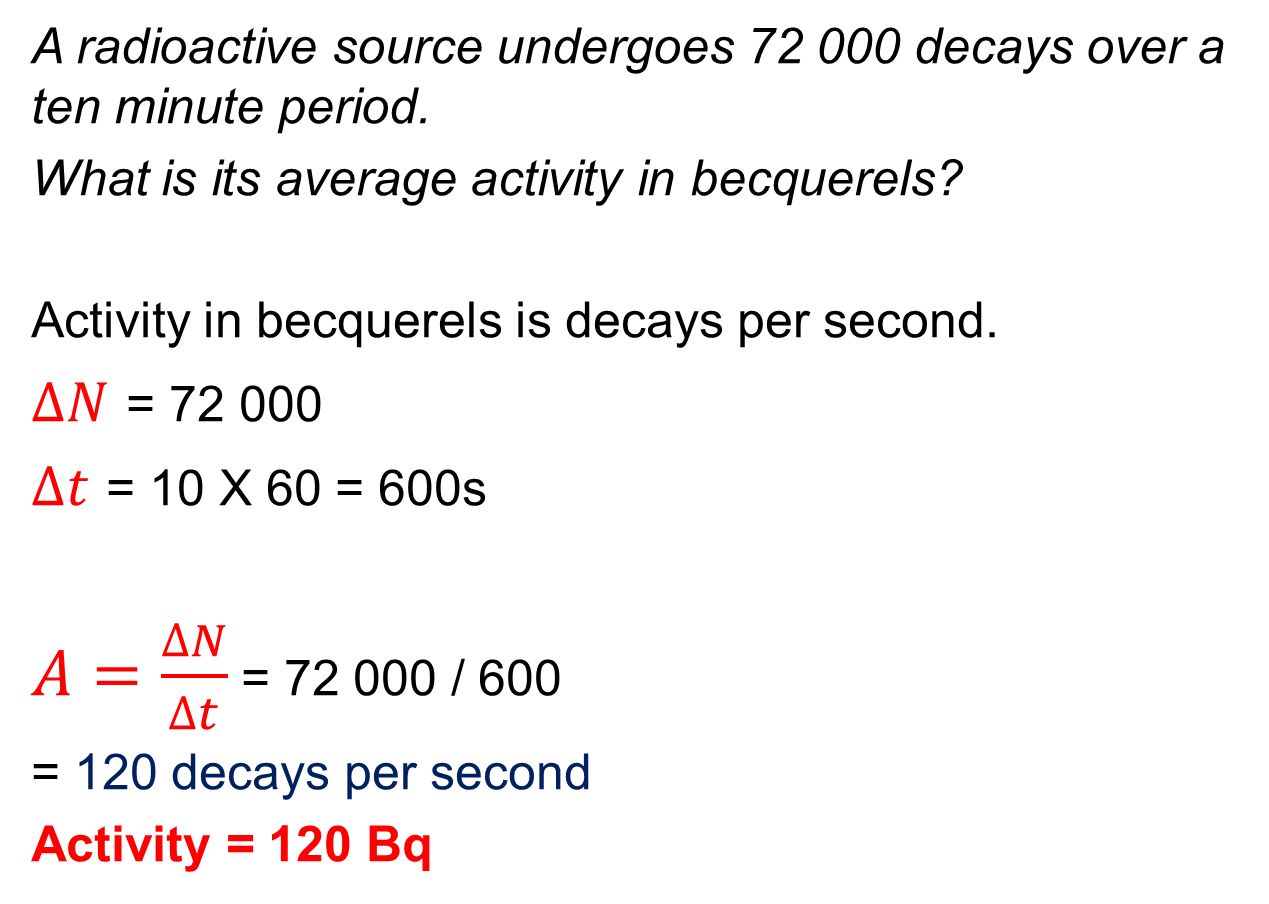 A radioactive source undergoes 72 000 decays over a
ten minute period.
What is its average activity in becquerels?
Activity in becquerels is decays per second.
Δ𝑁 = 72 000
Δ𝑡 = 10 X 60 = 600s
𝐴 = Δ𝑁/Δ𝑡 = 72 000 / 600
= 120 decays per second
Activity = 120 Bq